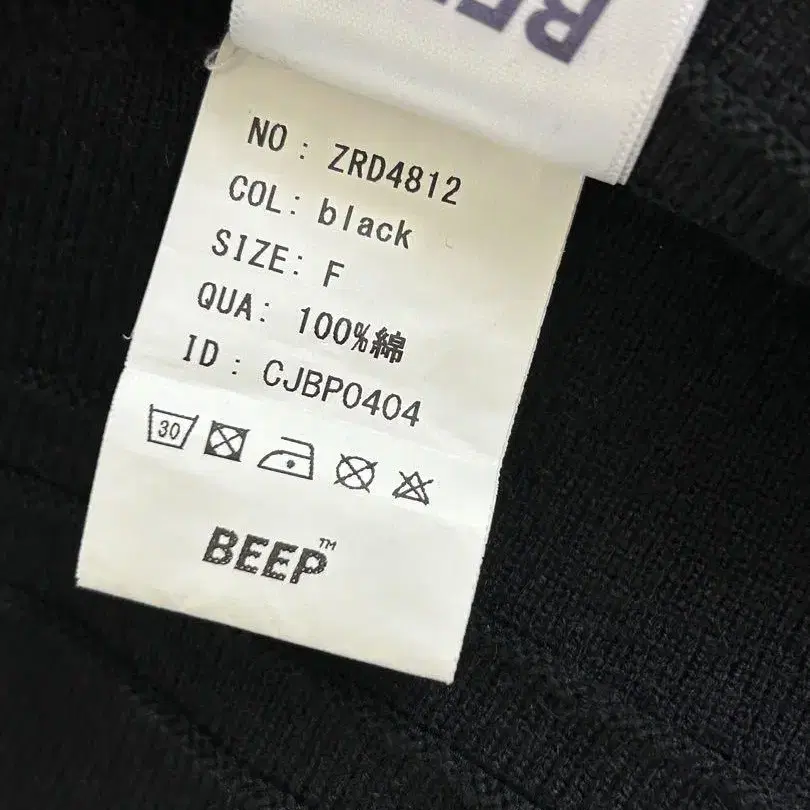 NO : ZRD4812
COL: black
SIZE: F
QUA: 100%綿
ID : CJBP0404
30
BEEP™